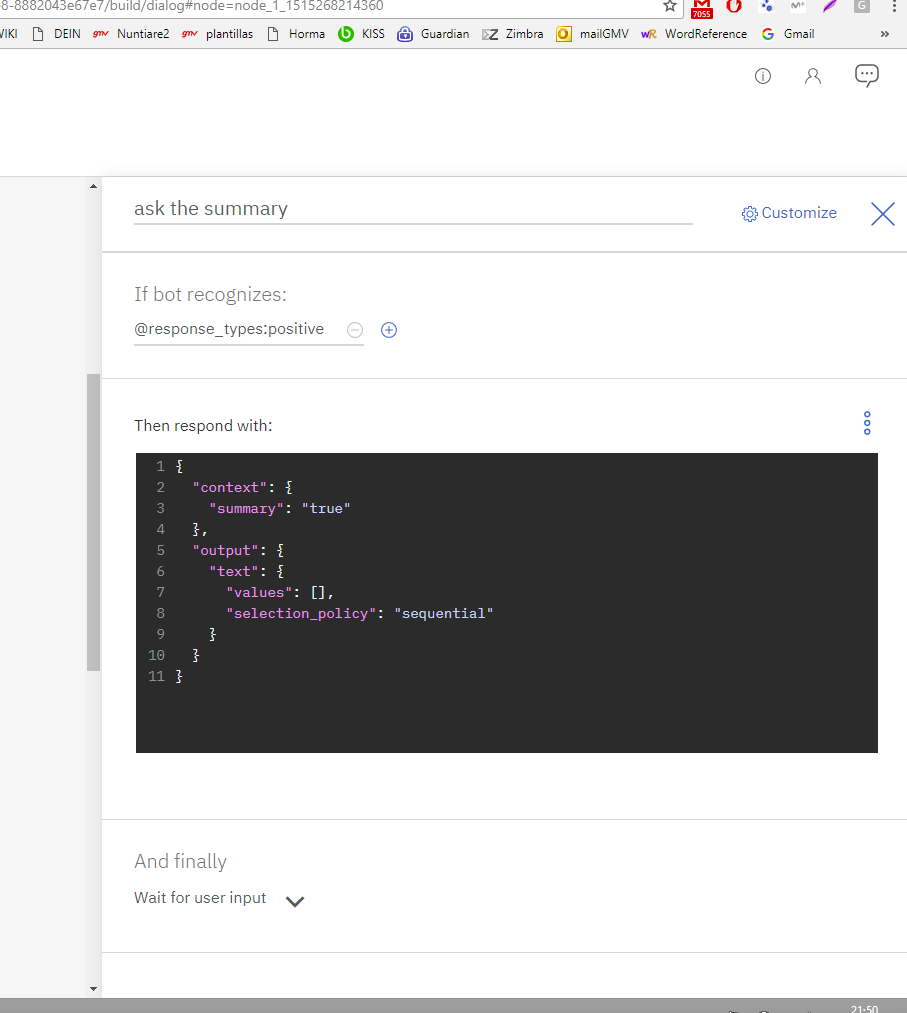 8-8882043e67e7/build/dialog#node=node_1_1515268214360
7055
G
WIKI DEIN Nuntiare2 plantillas Horma KISS Guardian Zimbra mailGMV WordReference Gmail »
ask the summary
Customize
If bot recognizes:
@response_types:positive
Then respond with:
1 {
2 "context": {
3 "summary": "true"
4 },
5 "output": {
6 "text": {
7 "values": [],
8 "selection_policy": "sequential"
9 }
10 }
11 }
And finally
Wait for user input
21:50